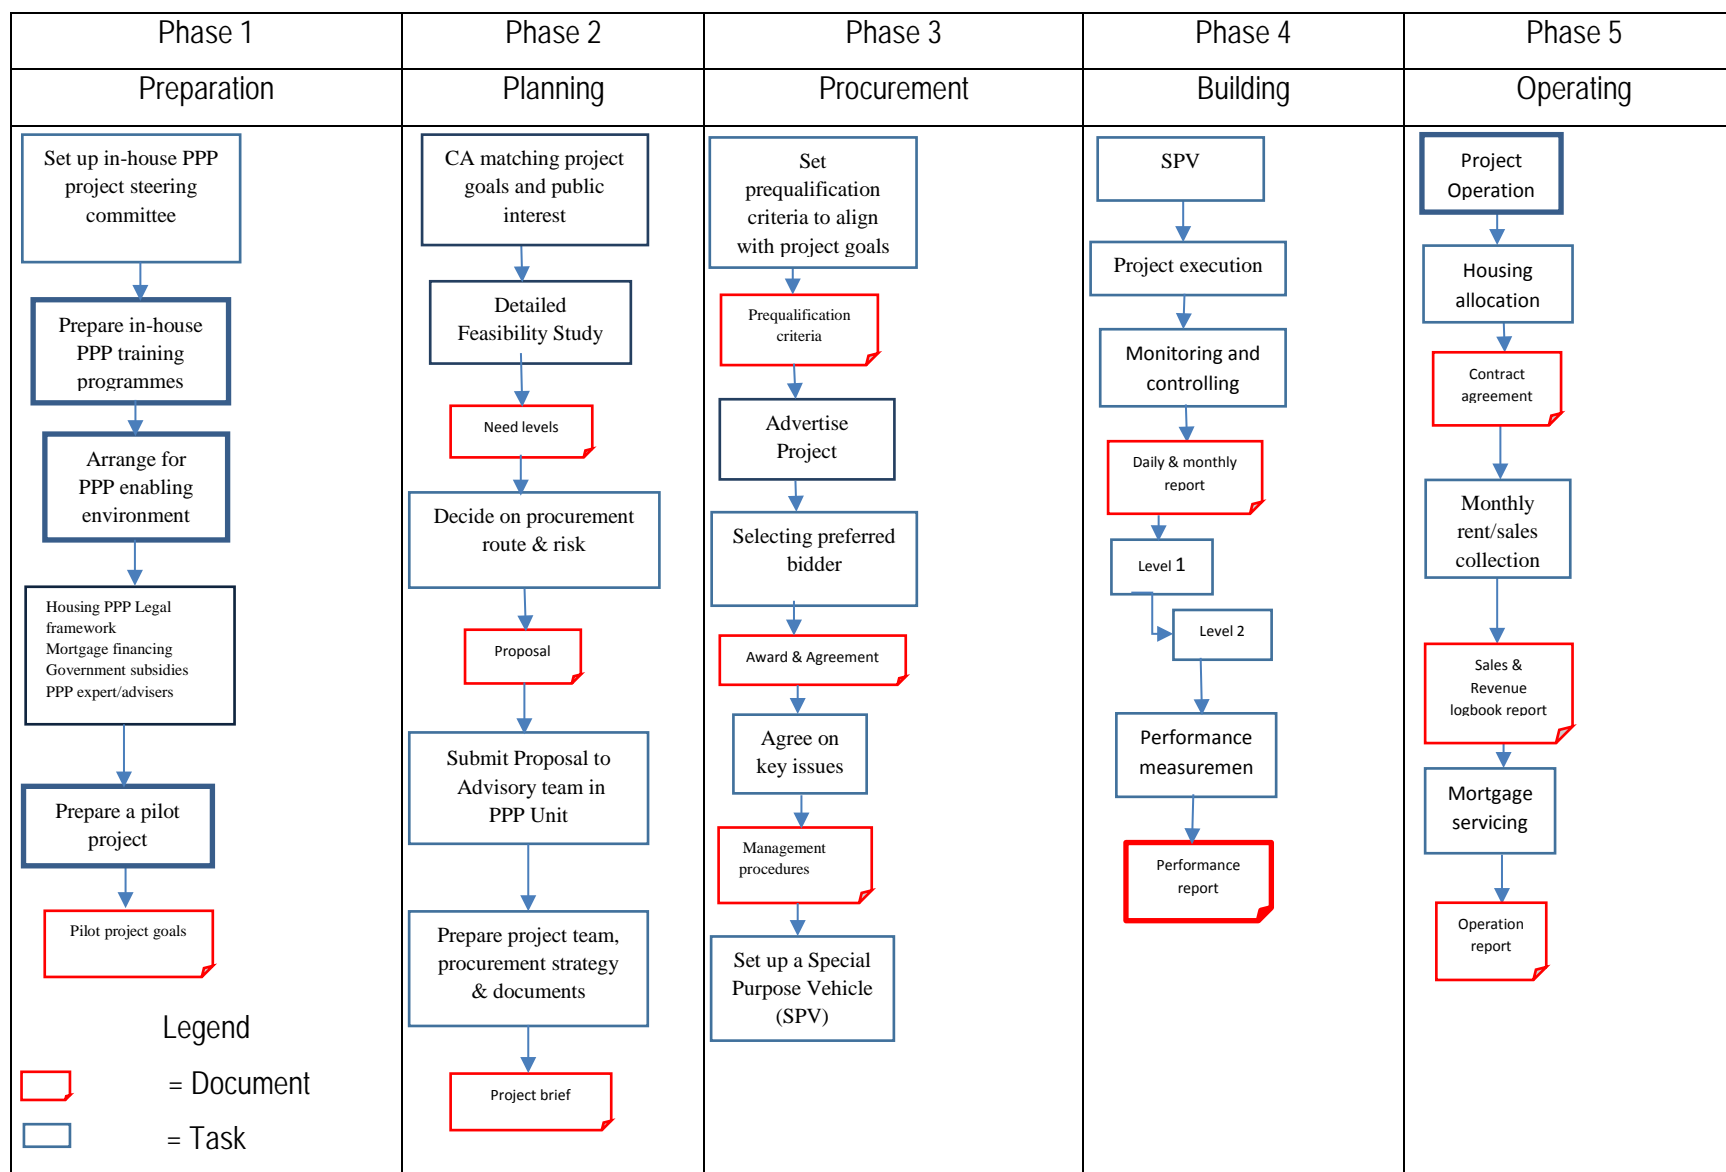 Phase 1
Phase 2
Phase 3
Phase 4
Phase 5
Preparation
Planning
Procurement
Building
Operating
Set up in-house PPP
project steering
committee
Prepare in-house
PPP training
programmes
Arrange for
PPP enabling
environment
Housing PPP Legal
framework
Mortgage financing
Government subsidies
PPP expert/advisers
Prepare a pilot
project
Pilot project goals
Legend
= Document
= Task
CA matching project
goals and public
interest
Detailed
Feasibility Study
Need levels
Decide on procurement
route & risk
Proposal
Submit Proposal to
Advisory team in
PPP Unit
Prepare project team,
procurement strategy
& documents
Project brief
Set
prequalification
criteria to align
with project goals
Prequalification
criteria
Advertise
Project
Selecting preferred
bidder
Award & Agreement
Agree on
key issues
Management
procedures
Set up a Special
Purpose Vehicle
(SPV)
SPV
Project execution
Monitoring and
controlling
Daily & monthly
report
Level 1
Level 2
Performance
measuremen
Performance
report
Project
Operation
Housing
allocation
Contract
agreement
Monthly
rent/sales
collection
Sales &
Revenue
logbook report
Mortgage
servicing
Operation
report